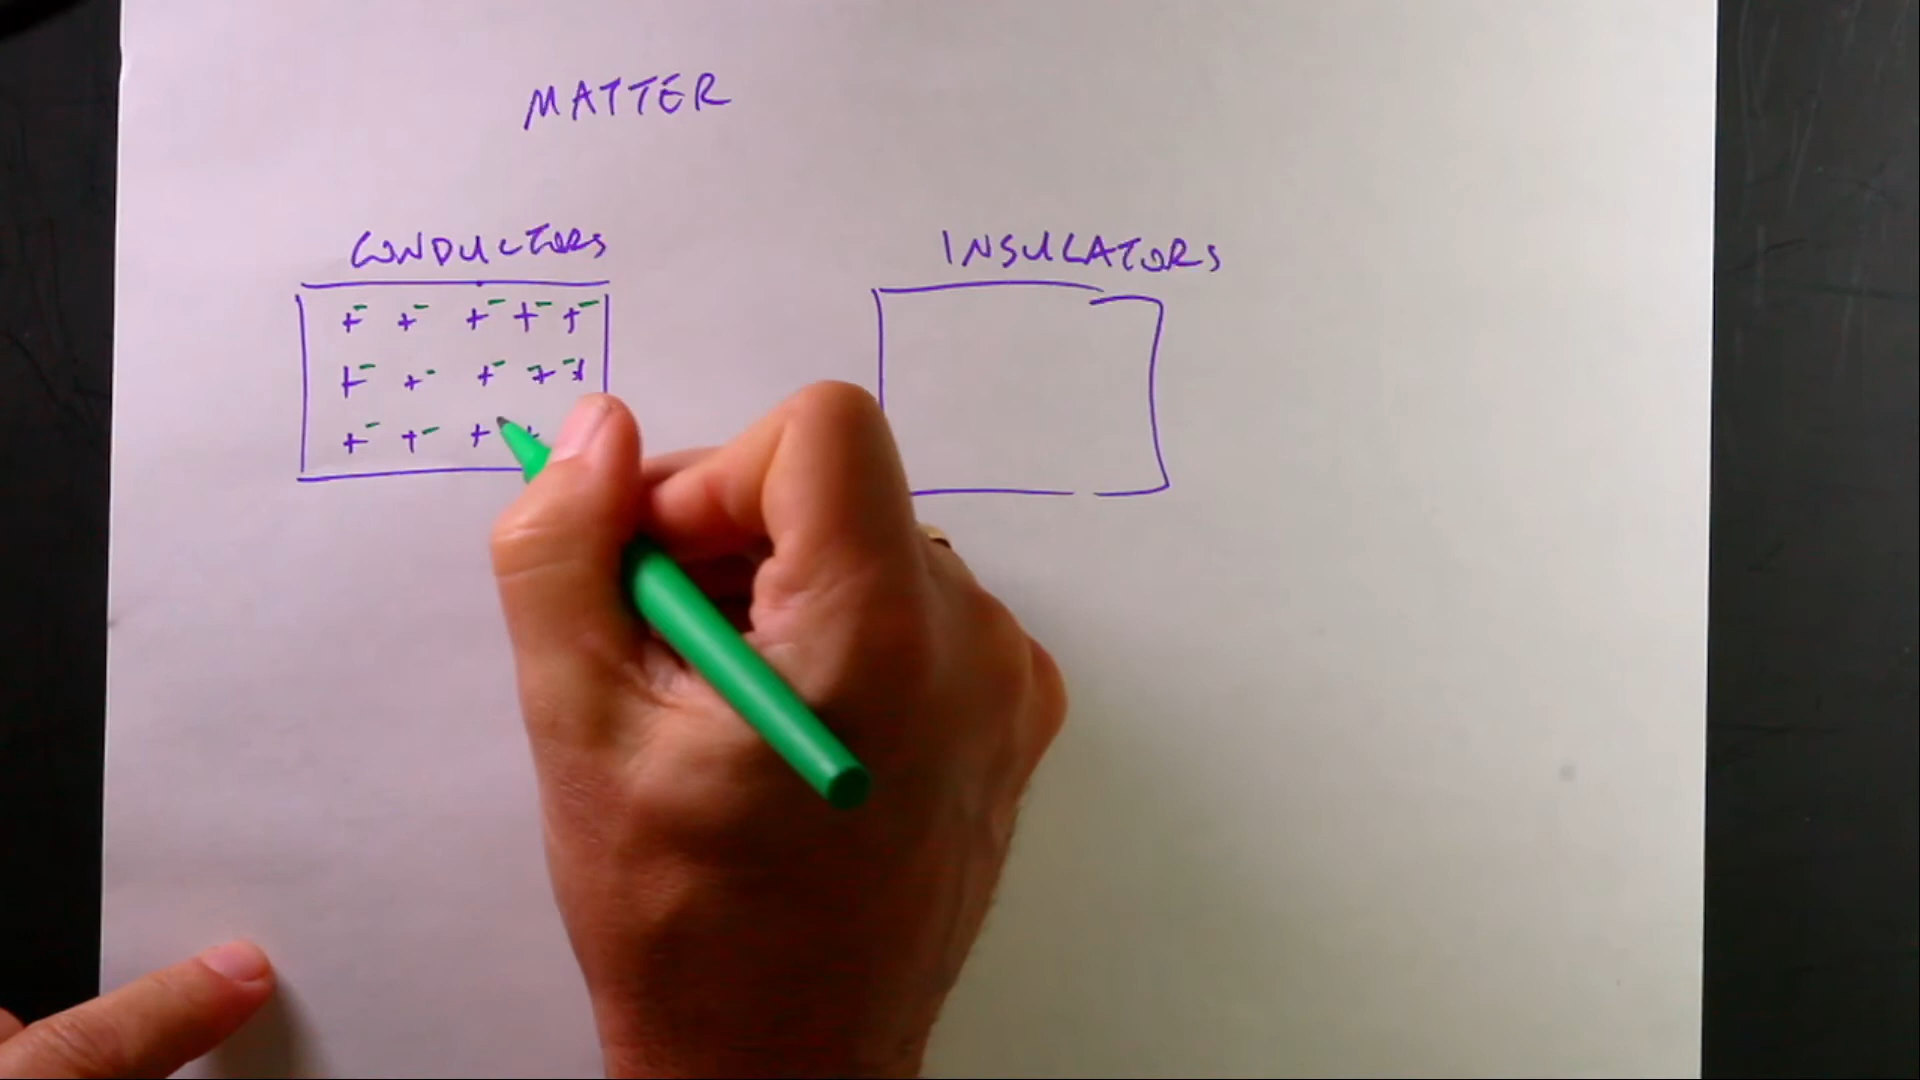 MATTER
CONDUCTORS
INSULATORS
+- +- +- +- +-
+- +- +- +- +-
+- +- + +